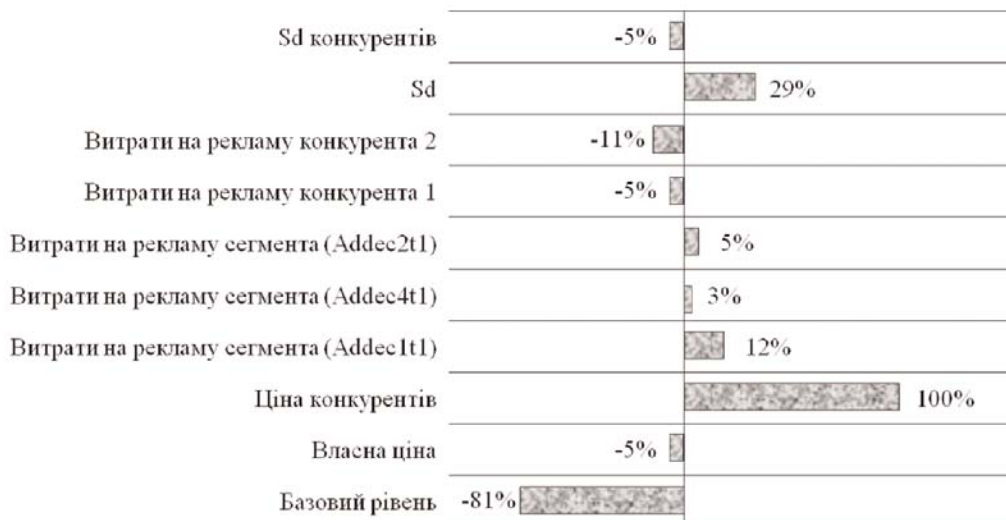 Sd конкурентів -5%
Sd 29%
Витрати на рекламу конкурента 2 -11%
Витрати на рекламу конкурента 1 -5%
Витрати на рекламу сегмента (Addec2t1) 5%
Витрати на рекламу сегмента (Addec4t1) 3%
Витрати на рекламу сегмента (Addec1t1) 12%
Ціна конкурентів 100%
Власна ціна -5%
Базовий рівень -81%